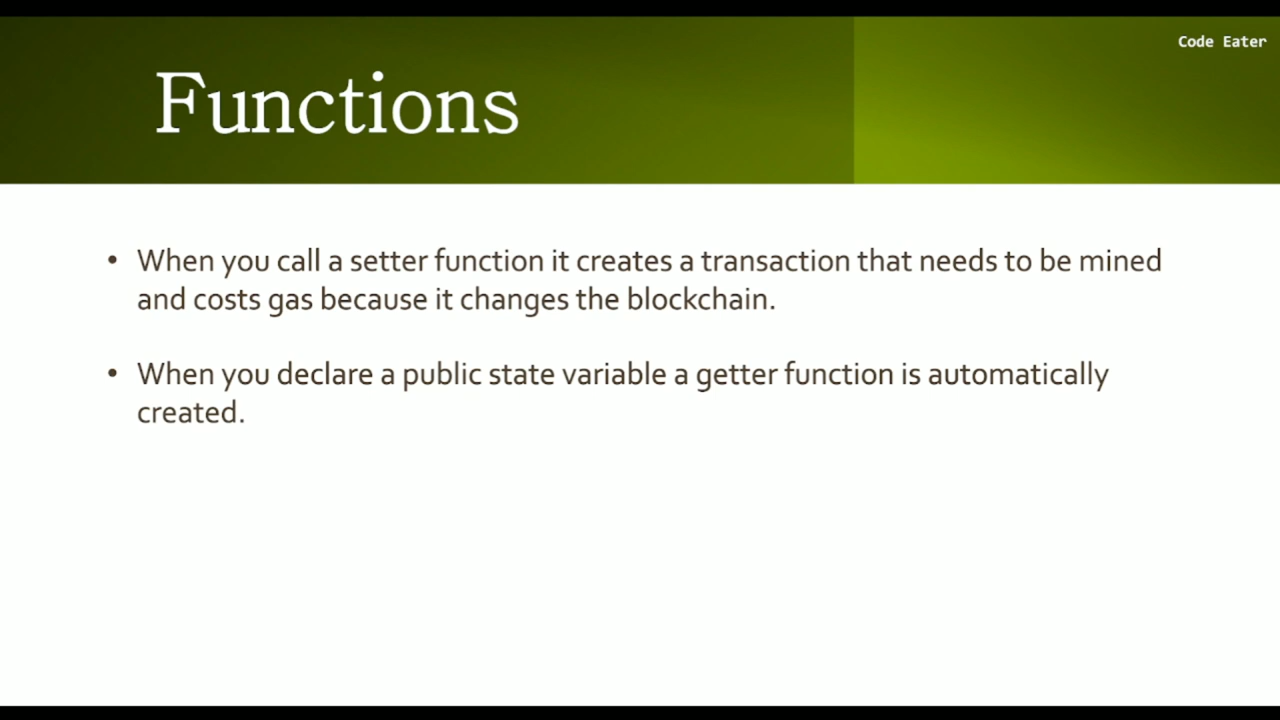 Code Eater
Functions
• When you call a setter function it creates a transaction that needs to be mined
and costs gas because it changes the blockchain.
• When you declare a public state variable a getter function is automatically
created.